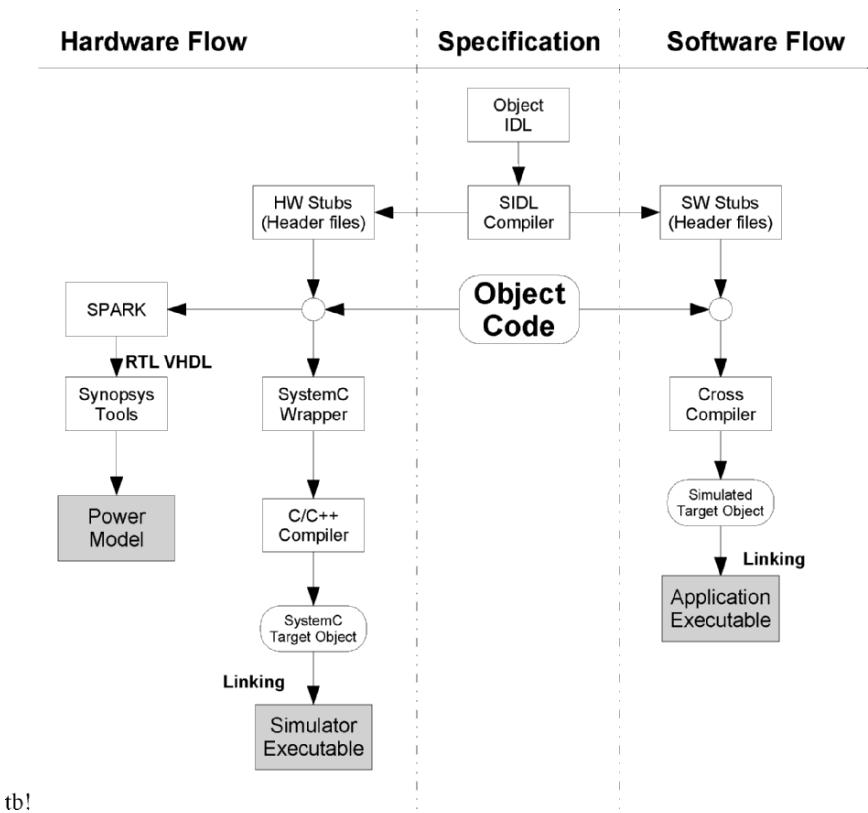 Hardware Flow
Specification
Software Flow
Object
IDL
HW Stubs
(Header files)
SIDL
Compiler
SW Stubs
(Header files)
SPARK
Object
Code
RTL VHDL
Synopsys
Tools
SystemC
Wrapper
Cross
Compiler
Power
Model
C/C++
Compiler
Simulated
Target Object
Linking
Application
Executable
SystemC
Target Object
Linking
Simulator
Executable
tb!